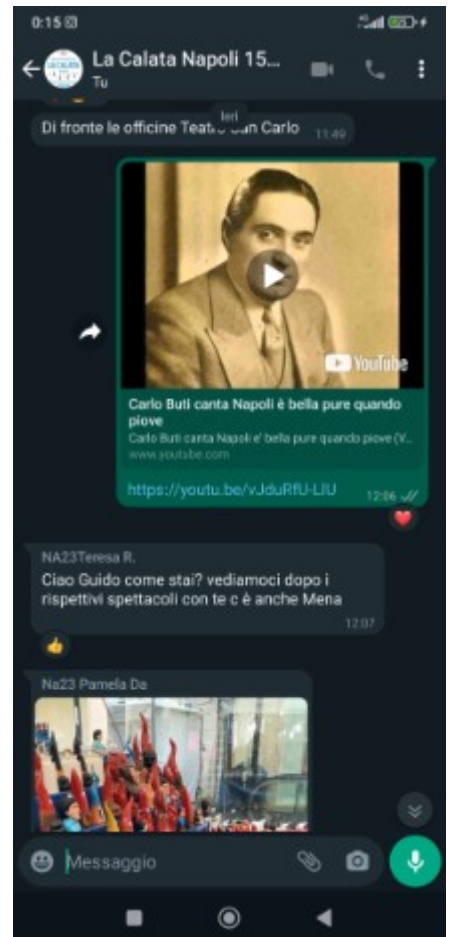 0:15
La Calata Napoli 15...
Tu
Ieri
Di fronte le officine Teatro San Carlo 11:49
YouTube
Carlo Buti canta Napoli è bella pure quando
piove
Carlo Buti canta Napoli e' bella pure quando piove (V...
www.youtube.com
https://youtu.be/vJduRfU-LIU 12:06
NA23Teresa R.
Ciao Guido come stai? vediamoci dopo i
rispettivi spettacoli con te c è anche Mena
12:07
Na23 Pamela Da
Messaggio